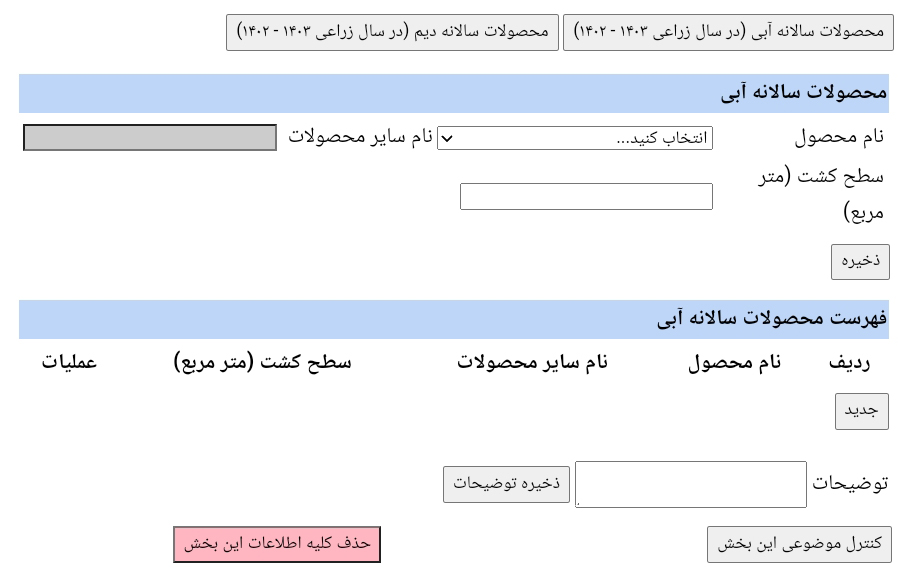 محصولات سالانه آبی (در سال زراعی ۱۴۰۳ - ۱۴۰۲) محصولات سالانه دیم (در سال زراعی ۱۴۰۳ - ۱۴۰۲)
محصولات سالانه آبی
نام محصول انتخاب کنید... نام سایر محصولات
سطح کشت (متر
مربع)
ذخیره
فهرست محصولات سالانه آبی
ردیف نام محصول نام سایر محصولات سطح کشت (متر مربع) عملیات
جدید
توضیحات ذخیره توضیحات
کنترل موضوعی این بخش حذف کلیه اطلاعات این بخش